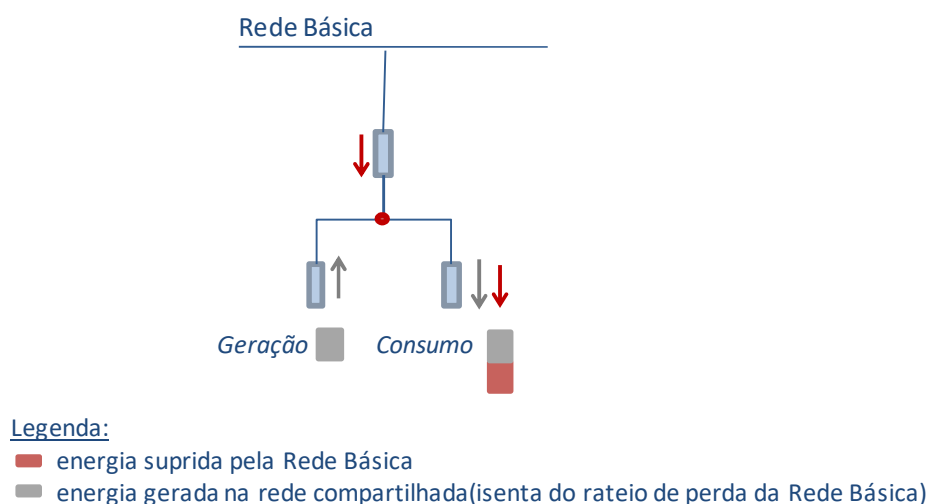 Rede Básica
Geração
Consumo
Legenda:
energia suprida pela Rede Básica
energia gerada na rede compartilhada(isenta do rateio de perda da Rede Básica)